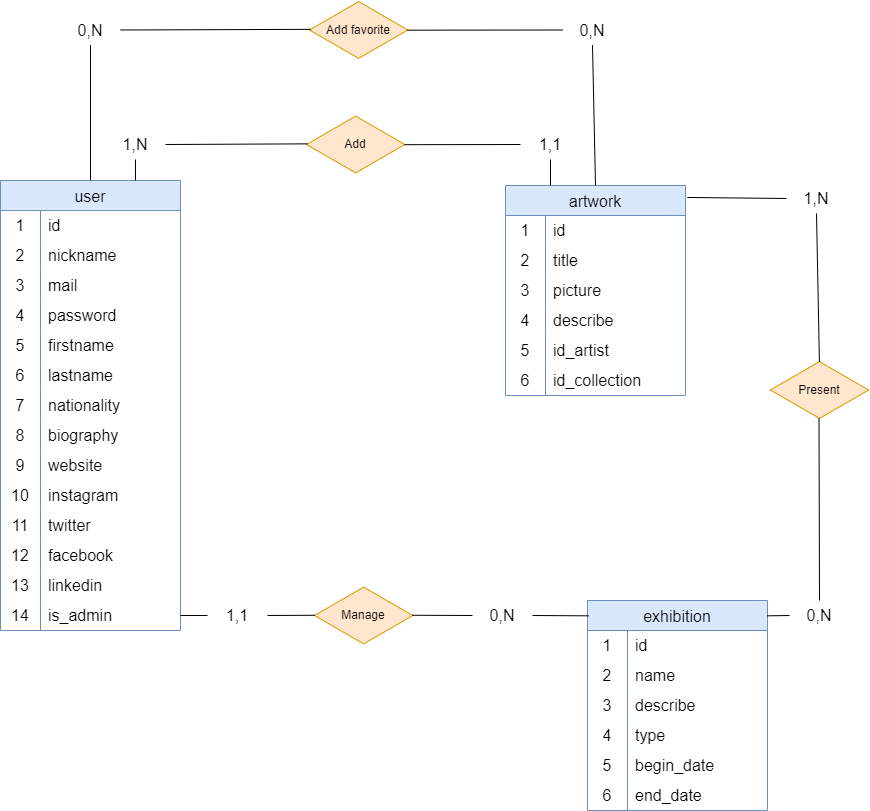 0,N Add favorite 0,N
1,N Add 1,1
user
1 id
2 nickname
3 mail
4 password
5 firstname
6 lastname
7 nationality
8 biography
9 website
10 instagram
11 twitter
12 facebook
13 linkedin
14 is_admin
artwork
1 id
2 title
3 picture
4 describe
5 id_artist
6 id_collection
1,N
Present
0,N
1,1 Manage 0,N
exhibition
1 id
2 name
3 describe
4 type
5 begin_date
6 end_date